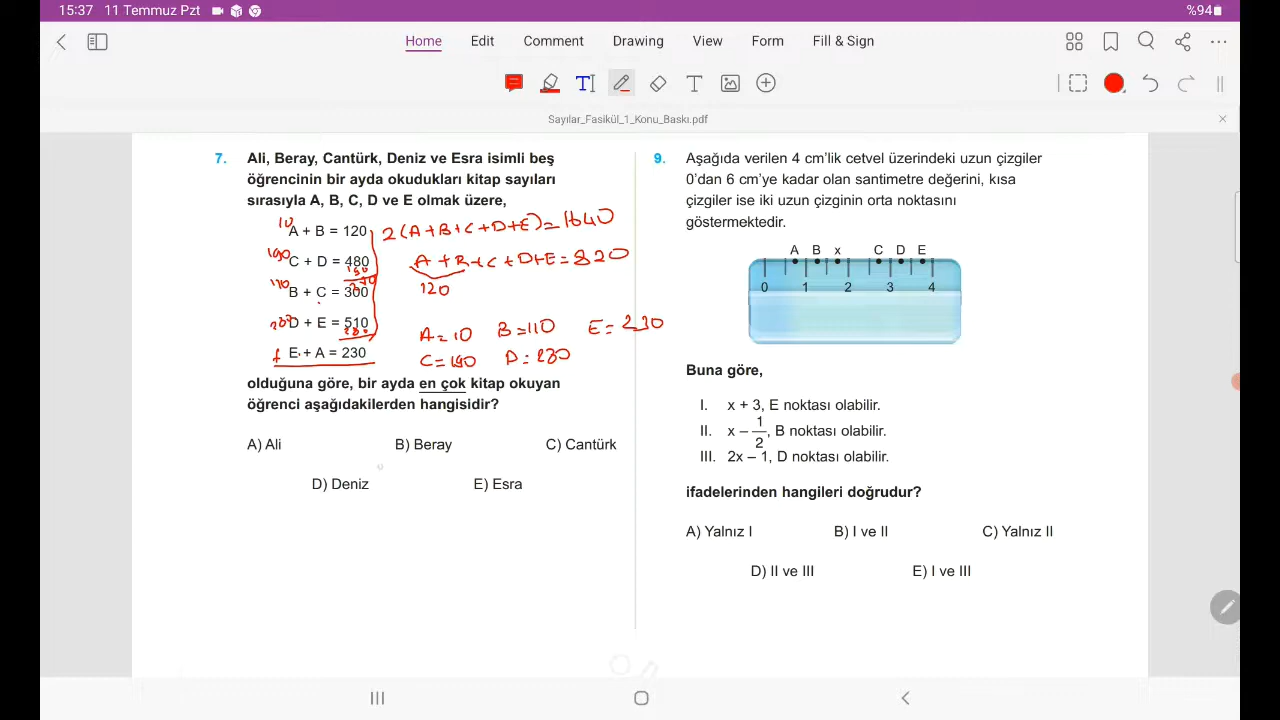 15:37 11 Temmuz Pzt
%94
Home Edit Comment Drawing View Form Fill & Sign
Sayılar_Fasikül_1_Konu_Baskı.pdf
7. Ali, Beray, Cantürk, Deniz ve Esra isimli beş
öğrencinin bir ayda okudukları kitap sayıları
sırasıyla A, B, C, D ve E olmak üzere,
10
A + B = 120
2(A+B+C+D+E)=1640
190
C + D = 480
A+B+C+D+E=820
120
B + C = 300
D + E = 510
A=10 B=110 E=230
+ E + A = 230
C=190 D=280
olduğuna göre, bir ayda en çok kitap okuyan
öğrenci aşağıdakilerden hangisidir?
A) Ali B) Beray C) Cantürk
D) Deniz E) Esra
9. Aşağıda verilen 4 cm'lik cetvel üzerindeki uzun çizgiler
0'dan 6 cm'ye kadar olan santimetre değerini, kısa
çizgiler ise iki uzun çizginin orta noktasını
göstermektedir.
A B x C D E
0 1 2 3 4
Buna göre,
I. x + 3, E noktası olabilir.
II. x – 1/2, B noktası olabilir.
III. 2x – 1, D noktası olabilir.
ifadelerinden hangileri doğrudur?
A) Yalnız I B) I ve II C) Yalnız II
D) II ve III E) I ve III